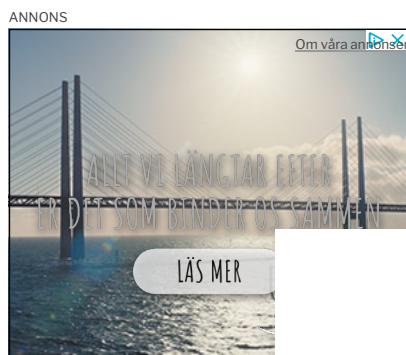 ANNONS
Om våra annonser
ALLT VI LÄNGTAR EFTER
ER DET SOM BINDER OS SAMMEN
LÄS MER